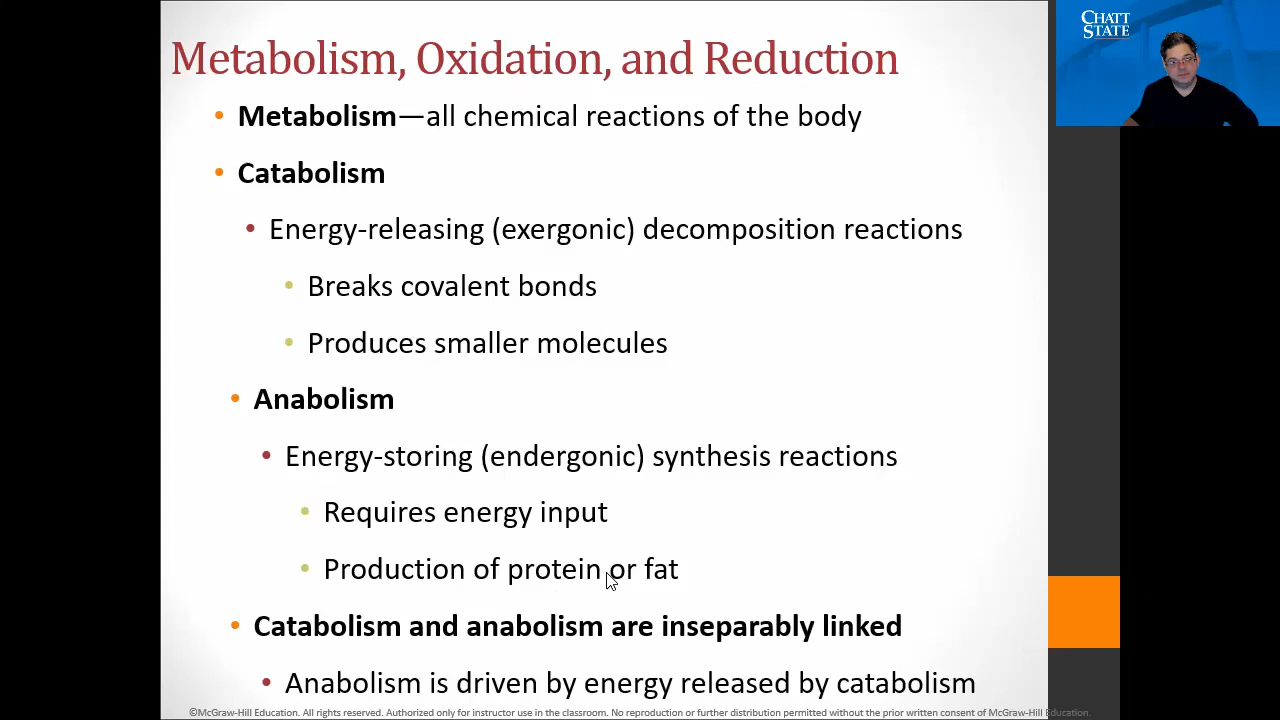 Metabolism, Oxidation, and Reduction
CHATT
STATE
• Metabolism—all chemical reactions of the body
• Catabolism
• Energy-releasing (exergonic) decomposition reactions
• Breaks covalent bonds
• Produces smaller molecules
• Anabolism
• Energy-storing (endergonic) synthesis reactions
• Requires energy input
• Production of protein or fat
• Catabolism and anabolism are inseparably linked
• Anabolism is driven by energy released by catabolism
©McGraw-Hill Education. All rights reserved. Authorized only for instructor use in the classroom. No reproduction or further distribution permitted without the prior written consent of McGraw-Hill Education.